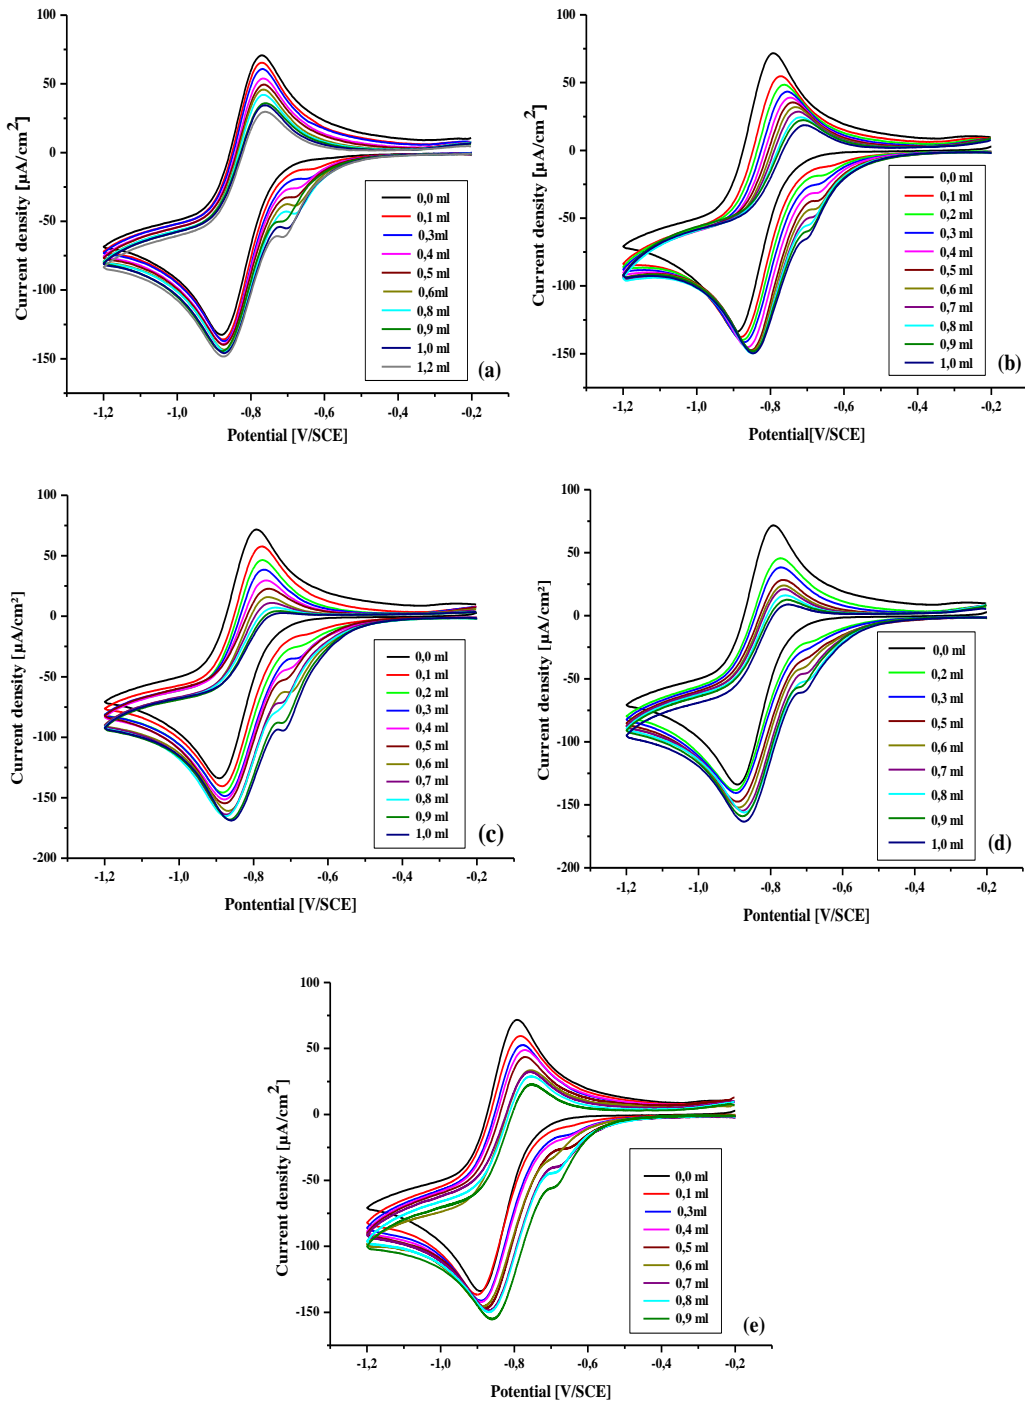 100
50
0
-50
-100
-150
Current density [µA/cm²]
-1,2
-1,0
-0,8
-0,6
-0,4
-0,2
Potential [V/SCE]
0,0 ml
0,1 ml
0,3ml
0,4 ml
0,5 ml
0,6ml
0,8 ml
0,9 ml
1,0 ml
1,2 ml
(a)
100
50
0
-50
-100
-150
Current density [µA/cm²]
-1,2
-1,0
-0,8
-0,6
-0,4
-0,2
Potential[V/SCE]
0,0 ml
0,1 ml
0,2 ml
0,3 ml
0,4 ml
0,5 ml
0,6 ml
0,7 ml
0,8 ml
0,9 ml
1,0 ml
(b)
100
50
0
-50
-100
-150
-200
Current density [µA/cm²]
-1,2
-1,0
-0,8
-0,6
-0,4
-0,2
Pontential [V/SCE]
0,0 ml
0,1 ml
0,2 ml
0,3 ml
0,4 ml
0,5 ml
0,6 ml
0,7 ml
0,8 ml
0,9 ml
1,0 ml
(c)
100
50
0
-50
-100
-150
-200
Current density [µA/cm²]
-1,2
-1,0
-0,8
-0,6
-0,4
-0,2
Potential [V/SCE]
0,0 ml
0,2 ml
0,3 ml
0,5 ml
0,6 ml
0,7 ml
0,8 ml
0,9 ml
1,0 ml
(d)
100
50
0
-50
-100
-150
Current density [µA/cm²]
-1,2
-1,0
-0,8
-0,6
-0,4
-0,2
Potential [V/SCE]
0,0 ml
0,1 ml
0,3ml
0,4 ml
0,5 ml
0,6 ml
0,7 ml
0,8 ml
0,9 ml
(e)